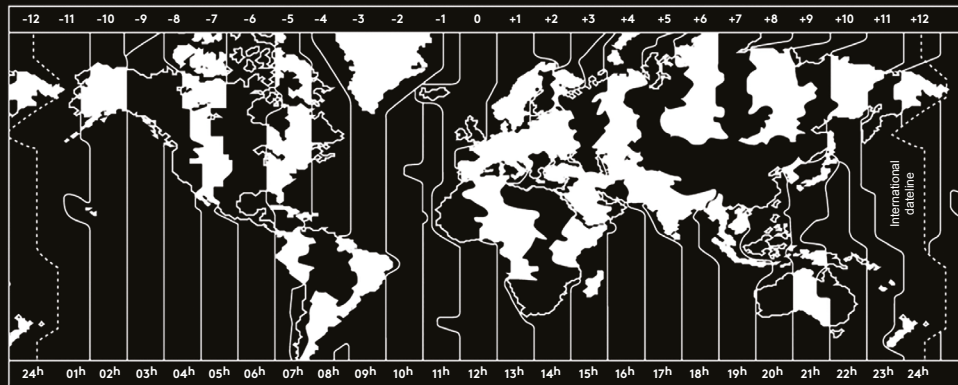 -12 -11 -10 -09 -8 -7 -6 -5 -4 -3 -2 -1 0 +1 +2 +3 +4 +5 +6 +7 +8 +9 +10 +11 +12
International
dateline
24h 01h 02h 03h 04h 05h 06h 07h 08h 09h 10h 11h 12h 13h 14h 15h 16h 17h 18h 19h 20h 21h 22h 23h 24h